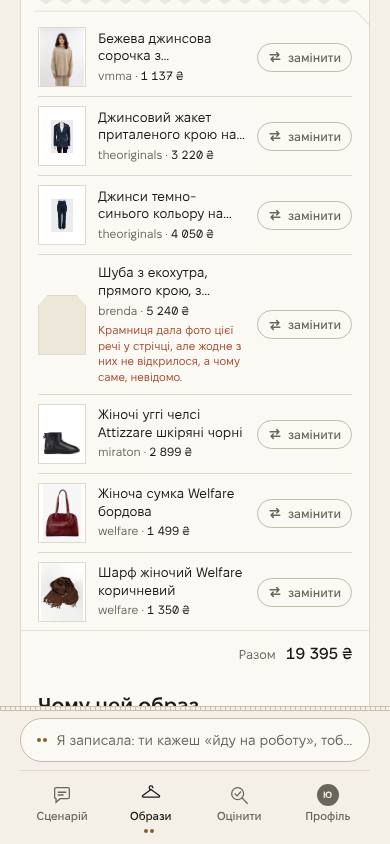 Бежева джинсова
сорочка з...
vmma · 1 137 ₴
замінити
Джинсовий жакет
приталеного крою на...
theoriginals · 3 220 ₴
замінити
Джинси темно-
синього кольору на...
theoriginals · 4 050 ₴
замінити
Шуба з екохутра,
прямого крою, з...
brenda · 5 240 ₴
Крамниця дала фото цієї
речі у стрічці, але жодне з
них не відкрилося, а чому
саме, невідомо.
замінити
Жіночі уггі челсі
Attizzare шкіряні чорні
miraton · 2 899 ₴
замінити
Жіноча сумка Welfare
бордова
welfare · 1 499 ₴
замінити
Шарф жіночий Welfare
коричневий
welfare · 1 350 ₴
замінити
Разом 19 395 ₴
Чому цей образ
Я записала: ти кажеш «йду на роботу», тоб...
Сценарій
Образи
Оцінити
Ю
Профіль